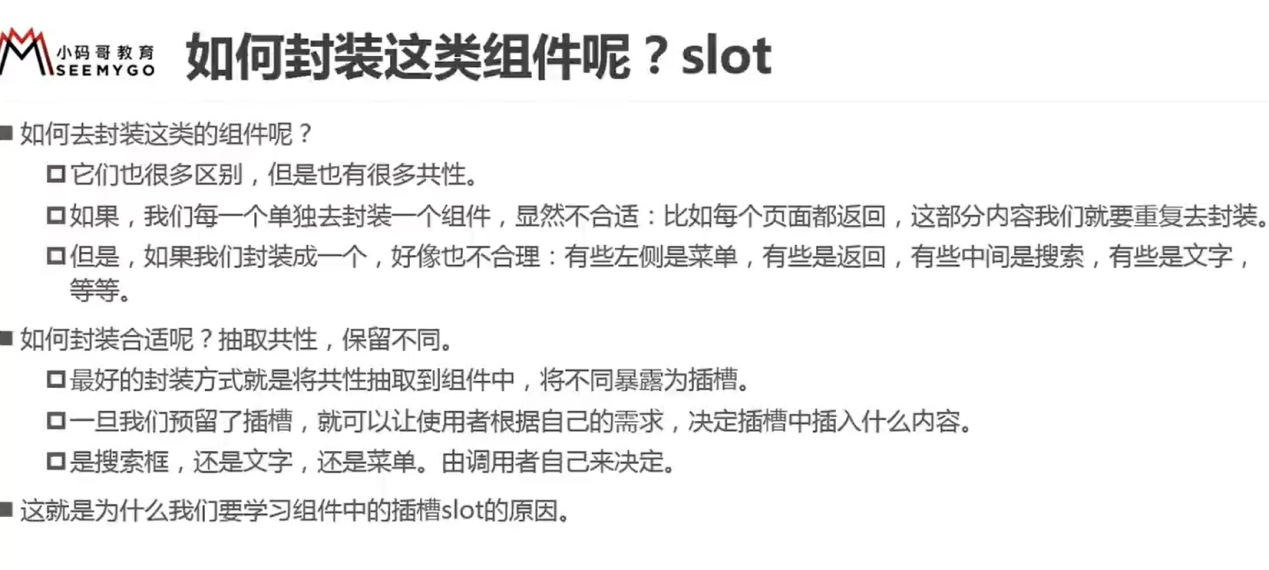 小码哥教育
SEEMYGO
如何封装这类组件呢？slot
如何去封装这类的组件呢？
它们也很多区别，但是也有很多共性。
如果，我们每一个单独去封装一个组件，显然不合适：比如每个页面都返回，这部分内容我们就要重复去封装。
但是，如果我们封装成一个，好像也不合理：有些左侧是菜单，有些是返回，有些中间是搜索，有些是文字，
等等。
如何封装合适呢？抽取共性，保留不同。
最好的封装方式就是将共性抽取到组件中，将不同暴露为插槽。
一旦我们预留了插槽，就可以让使用者根据自己的需求，决定插槽中插入什么内容。
是搜索框，还是文字，还是菜单。由调用者自己来决定。
这就是为什么我们要学习组件中的插槽slot的原因。